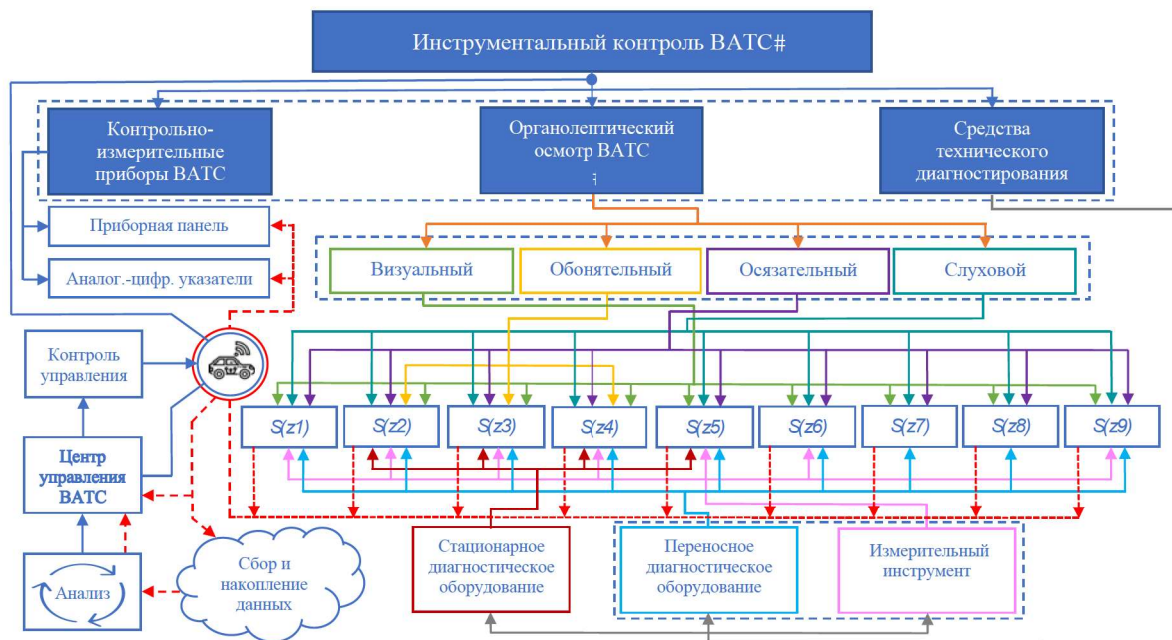 Инструментальный контроль ВАТС#
Контрольно-
измерительные
приборы ВАТС
Органолептический
осмотр ВАТС
Средства
технического
диагностирования
Приборная панель
Аналог.-цифр. указатели
Визуальный
Обонятельный
Осязательный
Слуховой
Контроль
управления
S(z1)
S(z2)
S(z3)
S(z4)
S(z5)
S(z6)
S(z7)
S(z8)
S(z9)
Центр
управления
ВАТС
Анализ
Сбор и
накопление
данных
Стационарное
диагностическое
оборудование
Переносное
диагностическое
оборудование
Измерительный
инструмент